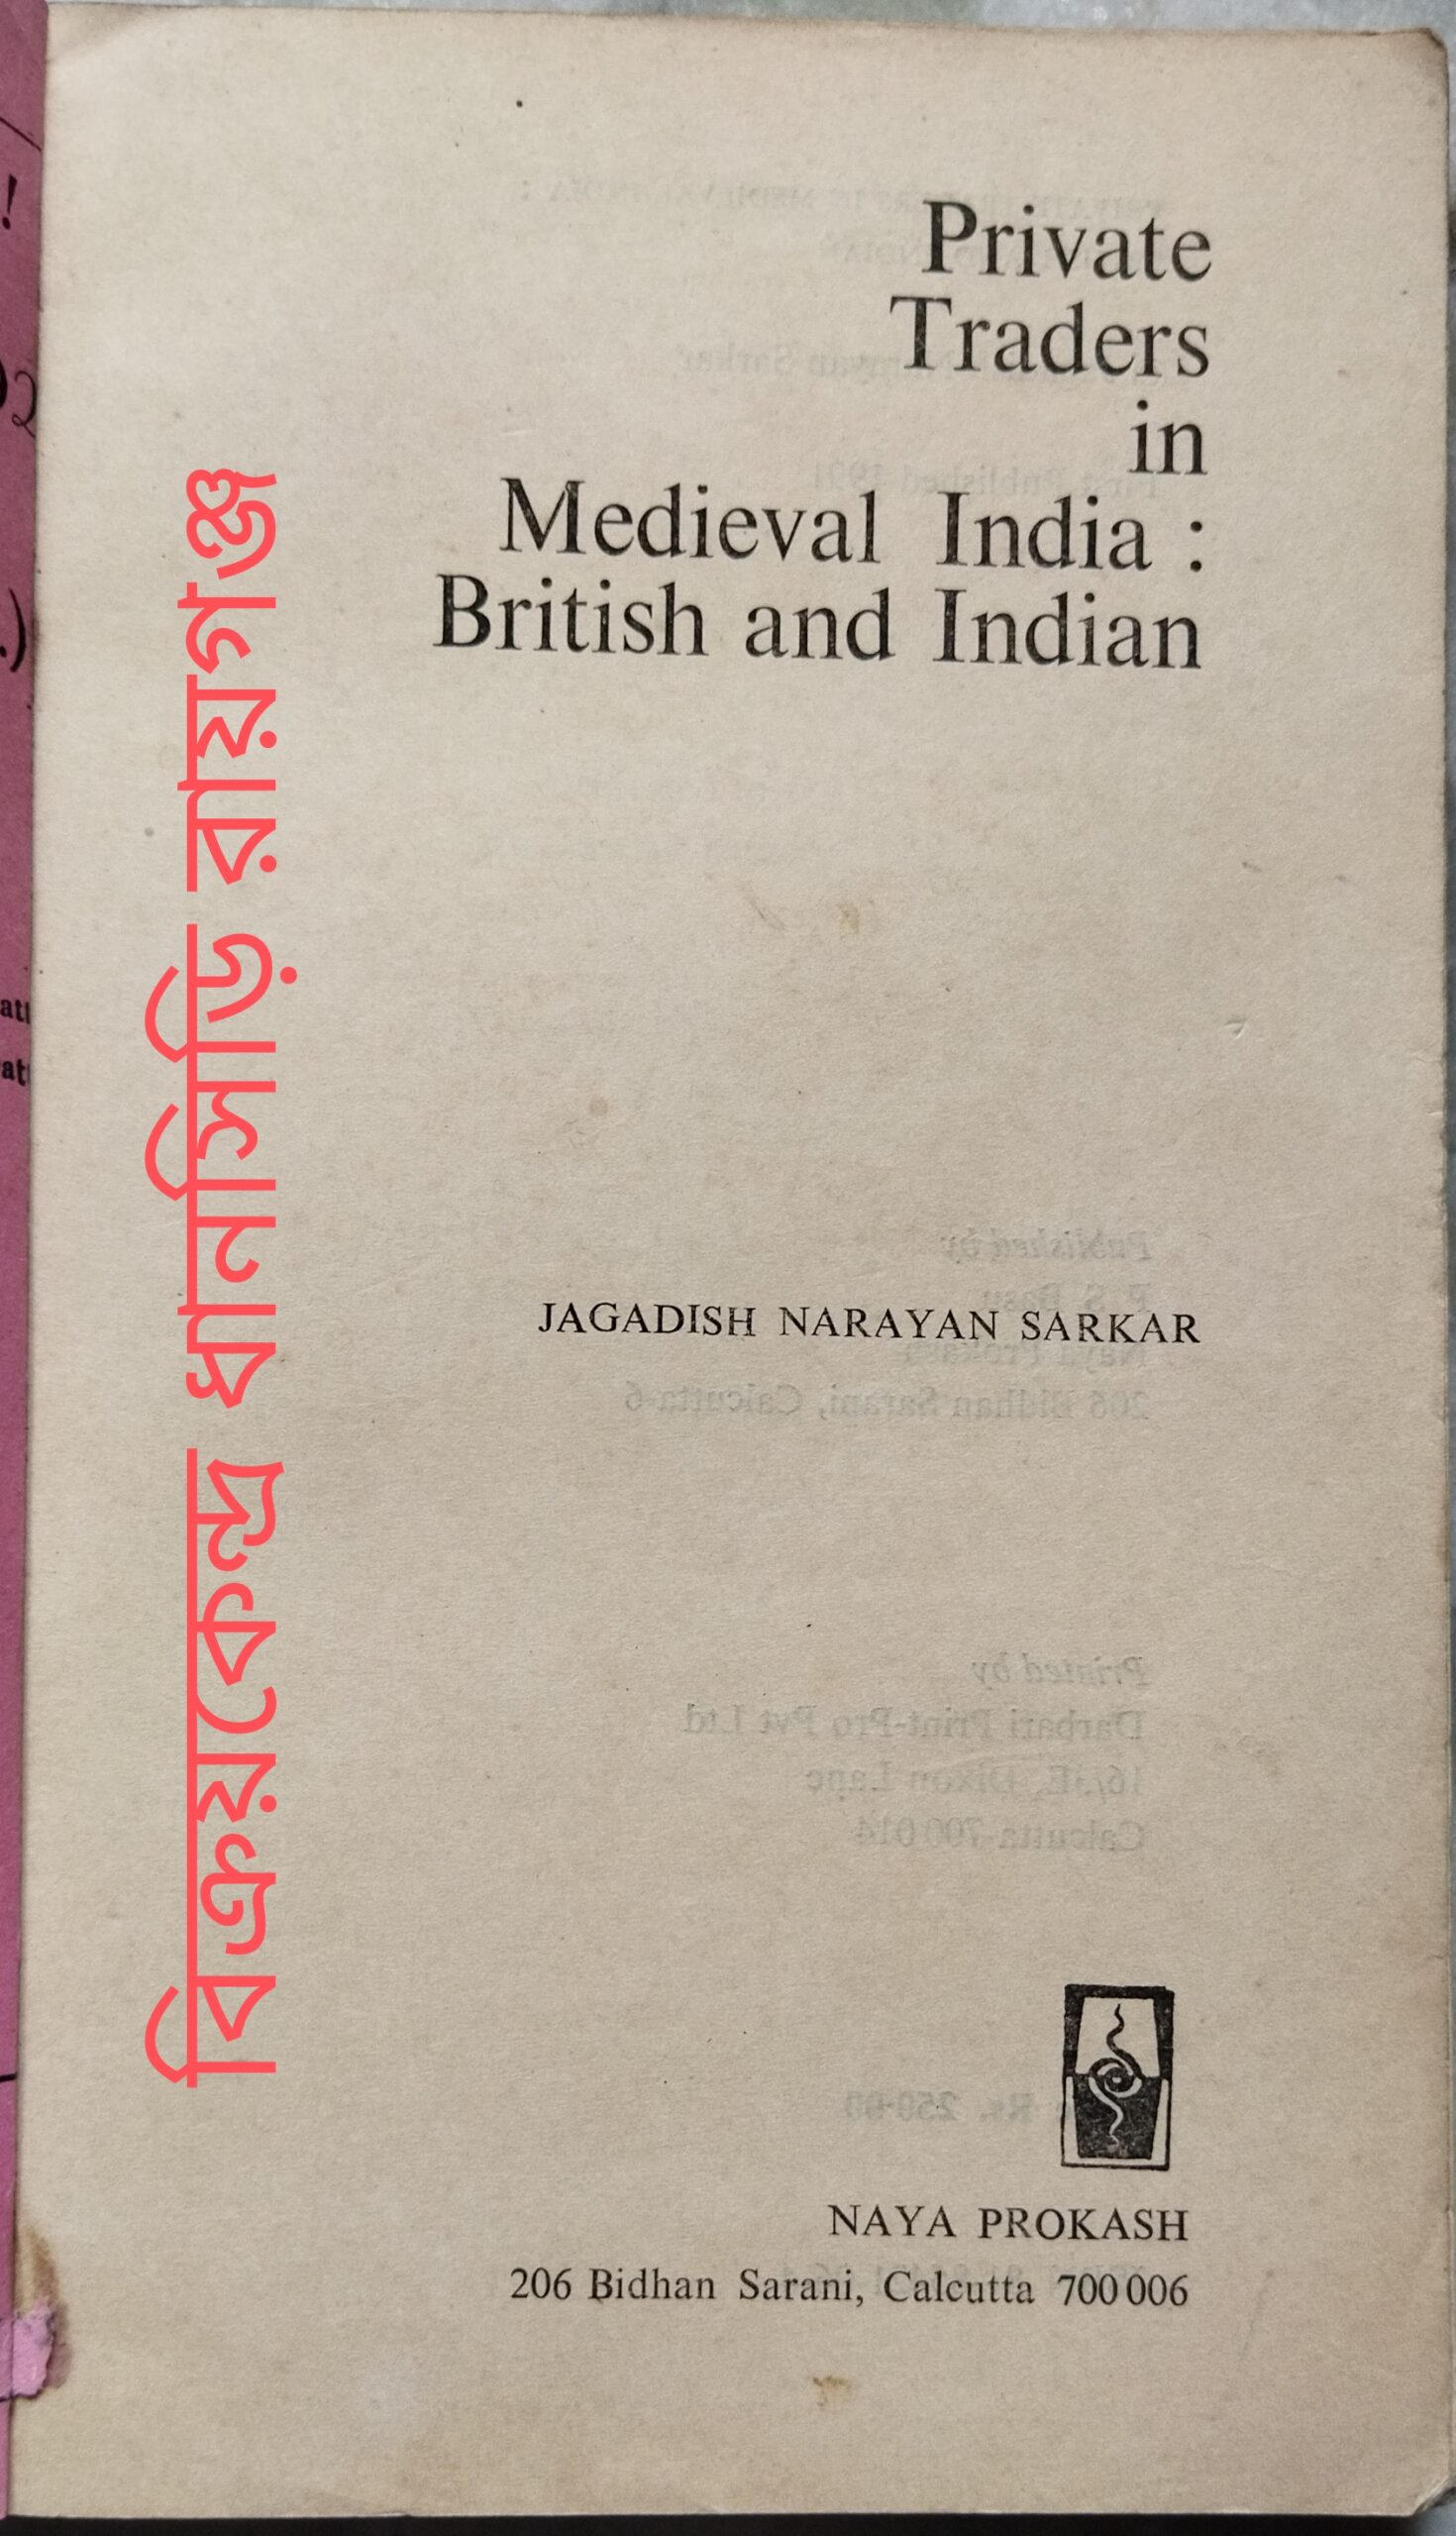 Private
Traders
in
Medieval India :
British and Indian
JAGADISH NARAYAN SARKAR
NAYA PROKASH
206 Bidhan Sarani, Calcutta 700 006
বিক্রয়কেন্দ্র ধানসিড়ি রায়গঞ্জ